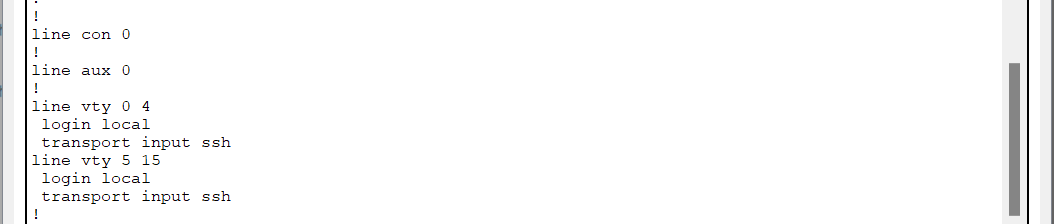 !
line con 0
!
line aux 0
!
line vty 0 4
 login local
 transport input ssh
line vty 5 15
 login local
 transport input ssh
!